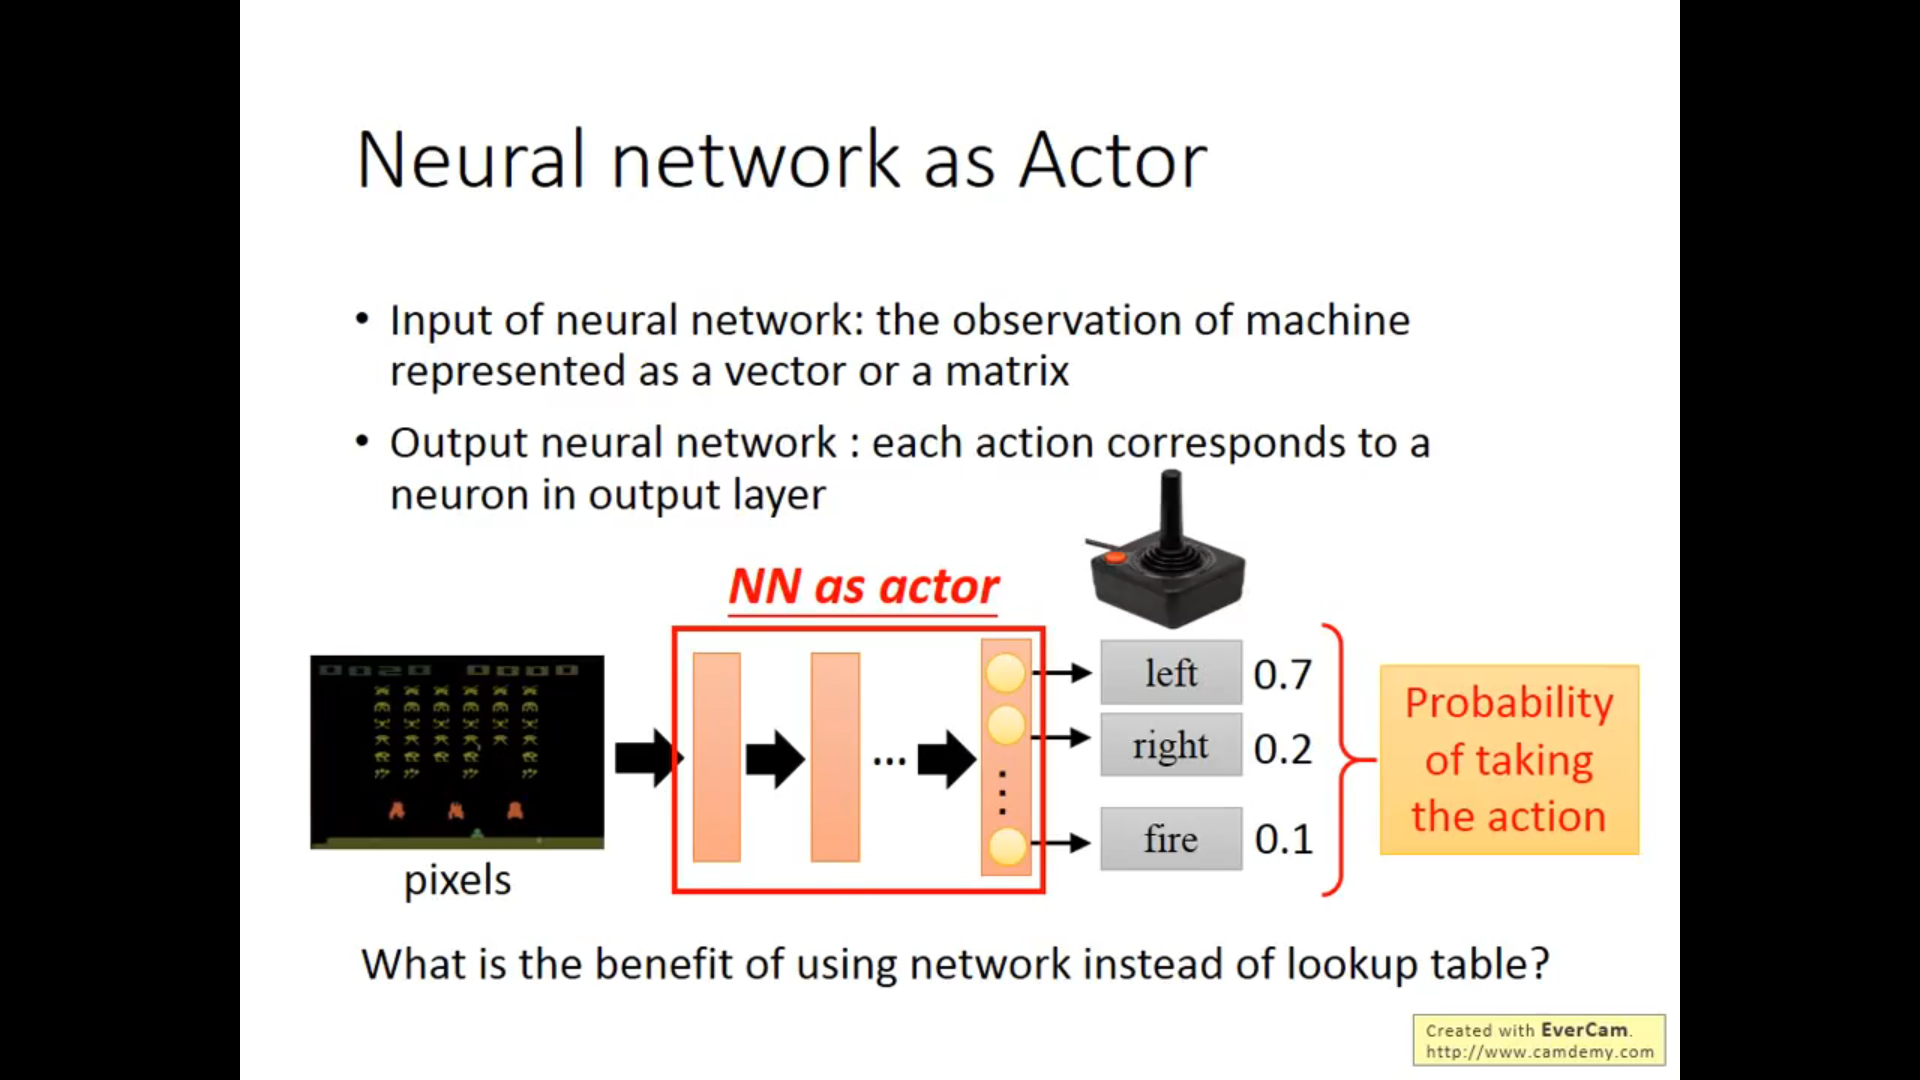 Neural network as Actor
• Input of neural network: the observation of machine
represented as a vector or a matrix
• Output neural network : each action corresponds to a
neuron in output layer
NN as actor
0020 0000
pixels
...
left 0.7
right 0.2
fire 0.1
Probability
of taking
the action
What is the benefit of using network instead of lookup table?
Created with EverCam.
http://www.camdemy.com